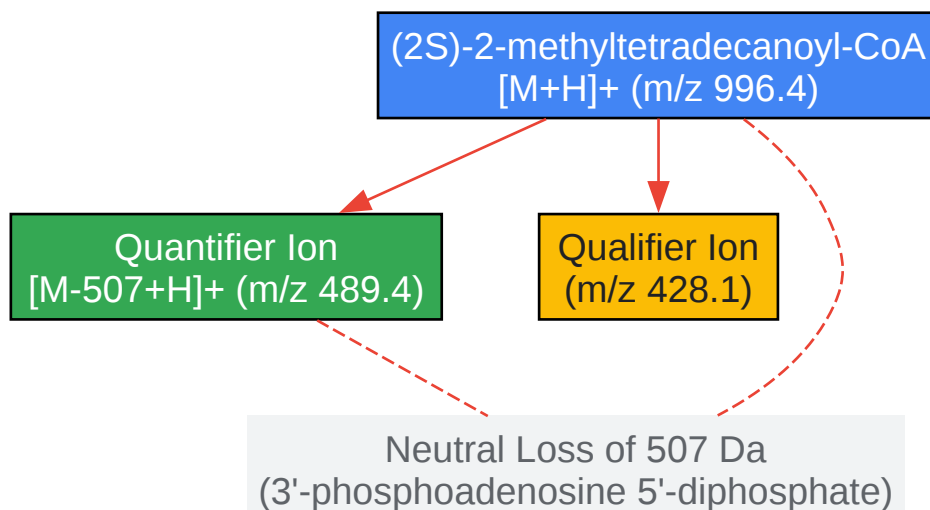 (2S)-2-methyltetradecanoyl-CoA
[M+H]+ (m/z 996.4)
Quantifier Ion
[M-507+H]+ (m/z 489.4)
Qualifier Ion
(m/z 428.1)
Neutral Loss of 507 Da
(3'-phosphoadenosine 5'-diphosphate)